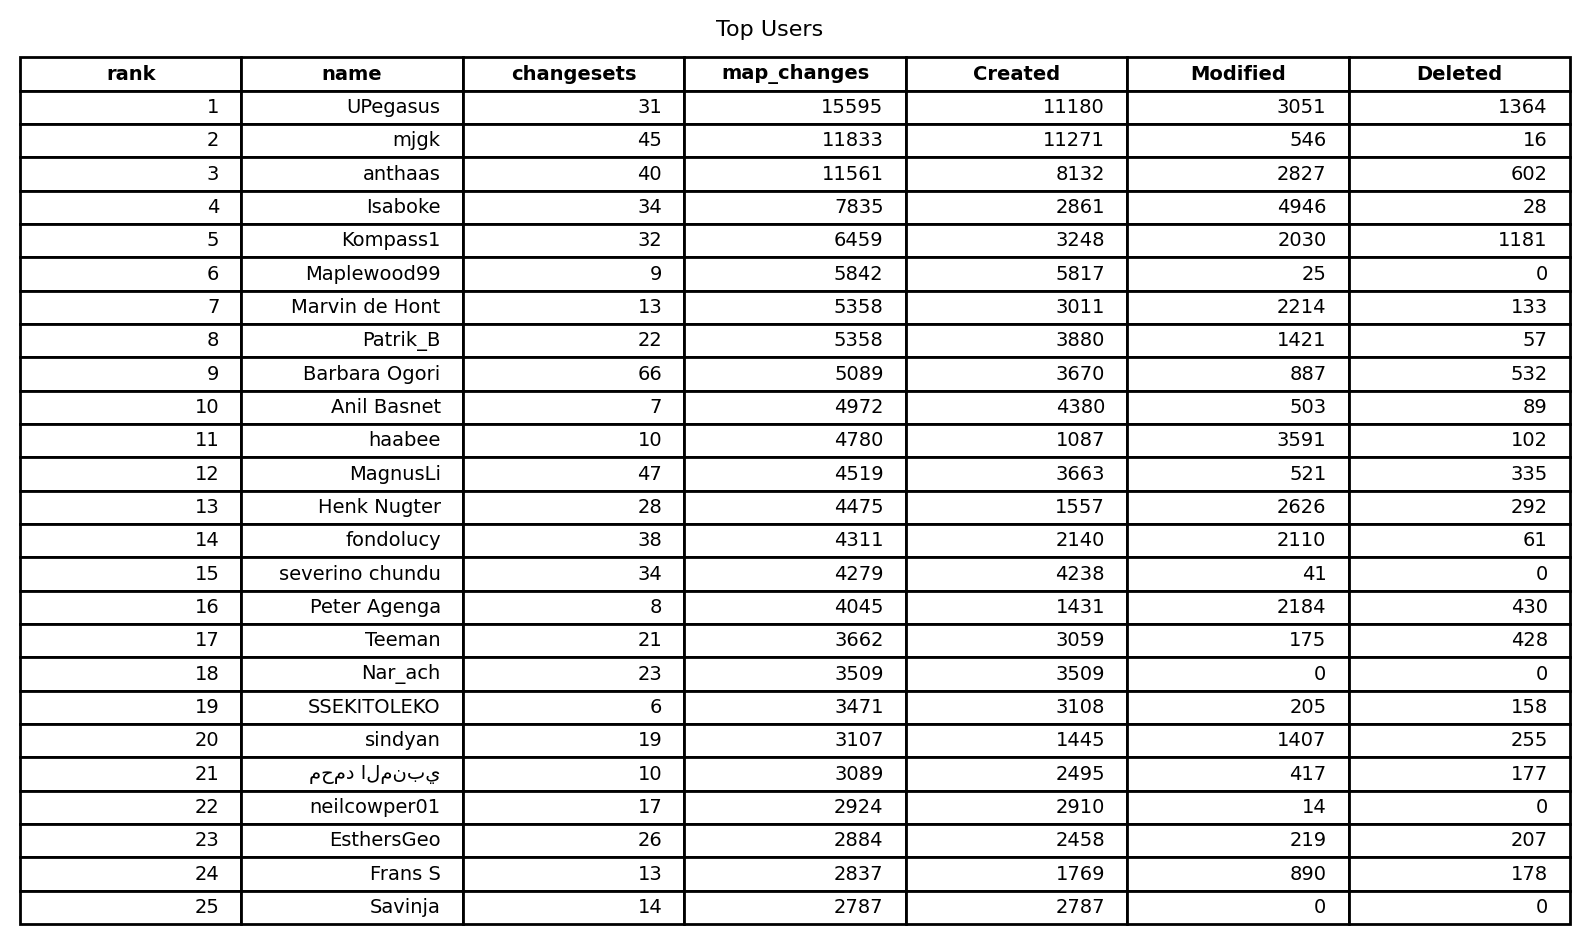 Top Users
rank name changesets map_changes Created Modified Deleted
1 UPegasus 31 15595 11180 3051 1364
2 mjgk 45 11833 11271 546 16
3 anthaas 40 11561 8132 2827 602
4 Isaboke 34 7835 2861 4946 28
5 Kompass1 32 6459 3248 2030 1181
6 Maplewood99 9 5842 5817 25 0
7 Marvin de Hont 13 5358 3011 2214 133
8 Patrik_B 22 5358 3880 1421 57
9 Barbara Ogori 66 5089 3670 887 532
10 Anil Basnet 7 4972 4380 503 89
11 haabee 10 4780 1087 3591 102
12 MagnusLi 47 4519 3663 521 335
13 Henk Nugter 28 4475 1557 2626 292
14 fondolucy 38 4311 2140 2110 61
15 severino chundu 34 4279 4238 41 0
16 Peter Agenga 8 4045 1431 2184 430
17 Teeman 21 3662 3059 175 428
18 Nar_ach 23 3509 3509 0 0
19 SSEKITOLEKO 6 3471 3108 205 158
20 sindyan 19 3107 1445 1407 255
21 محمد المنبي 10 3089 2495 417 177
22 neilcowper01 17 2924 2910 14 0
23 EsthersGeo 26 2884 2458 219 207
24 Frans S 13 2837 1769 890 178
25 Savinja 14 2787 2787 0 0